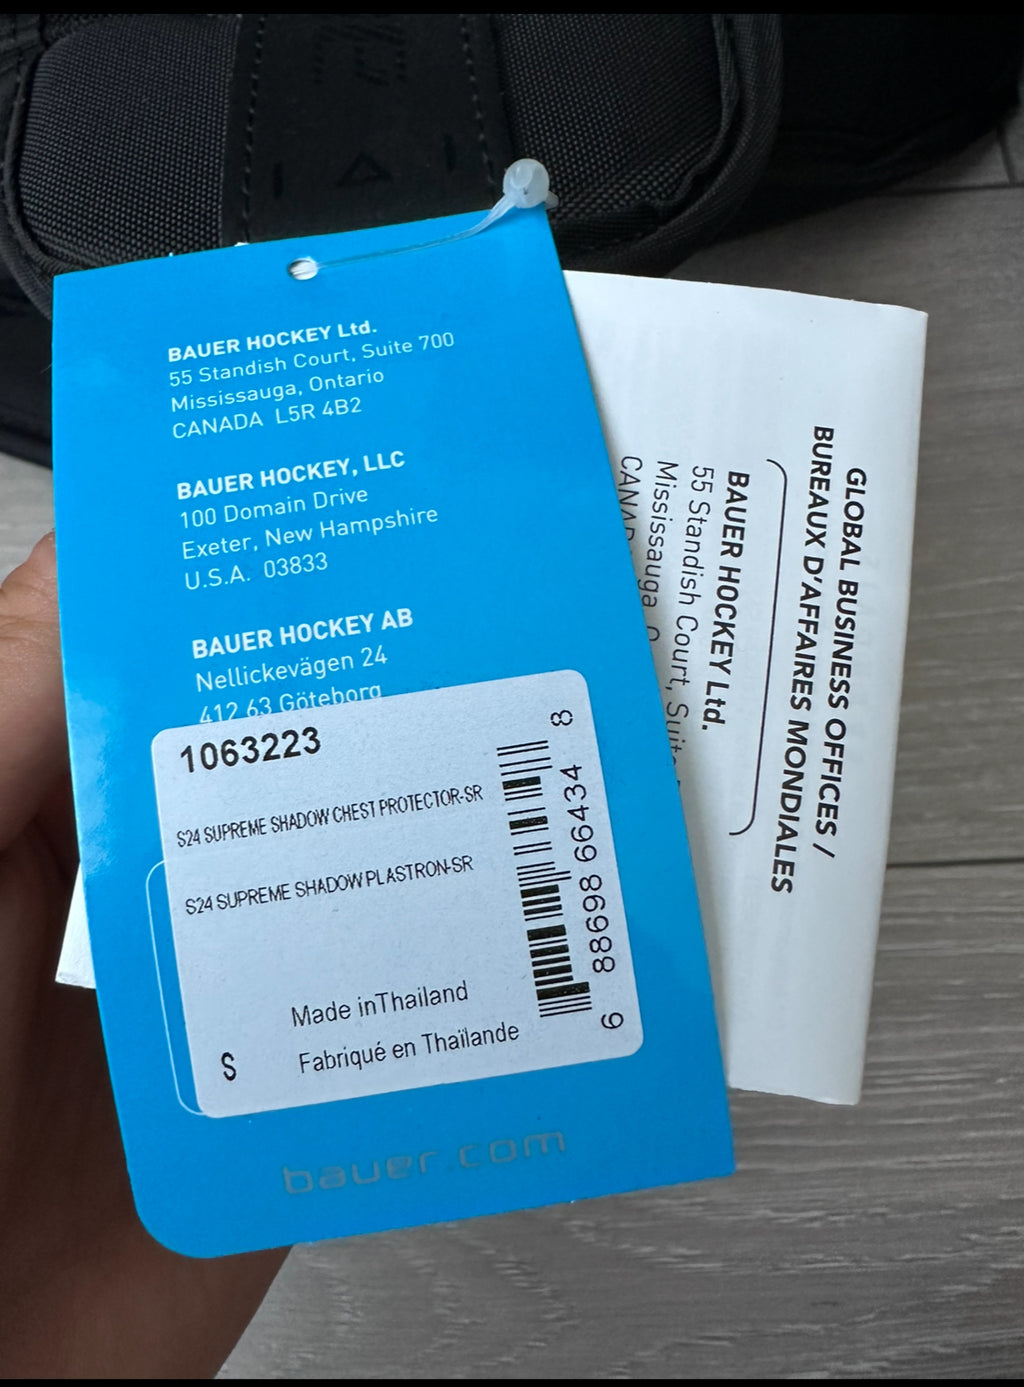 BAUER HOCKEY Ltd.
55 Standish Court, Suite 700
Mississauga, Ontario
CANADA L5R 4B2
BAUER HOCKEY, LLC
100 Domain Drive
Exeter, New Hampshire
U.S.A. 03833
BAUER HOCKEY AB
Nellickevägen 24
412 63 Göteborg
1063223
S24 SUPREME SHADOW CHEST PROTECTOR-SR
S24 SUPREME SHADOW PLASTRON-SR
Made inThailand
S
Fabriqué en Thaïlande
6 88698 66434 8
bauer.com
GLOBAL BUSINESS OFFICES /
BUREAUX D'AFFAIRES MONDIALES
BAUER HOCKEY Ltd.
55 Standish Court, Suite
Mississauga,